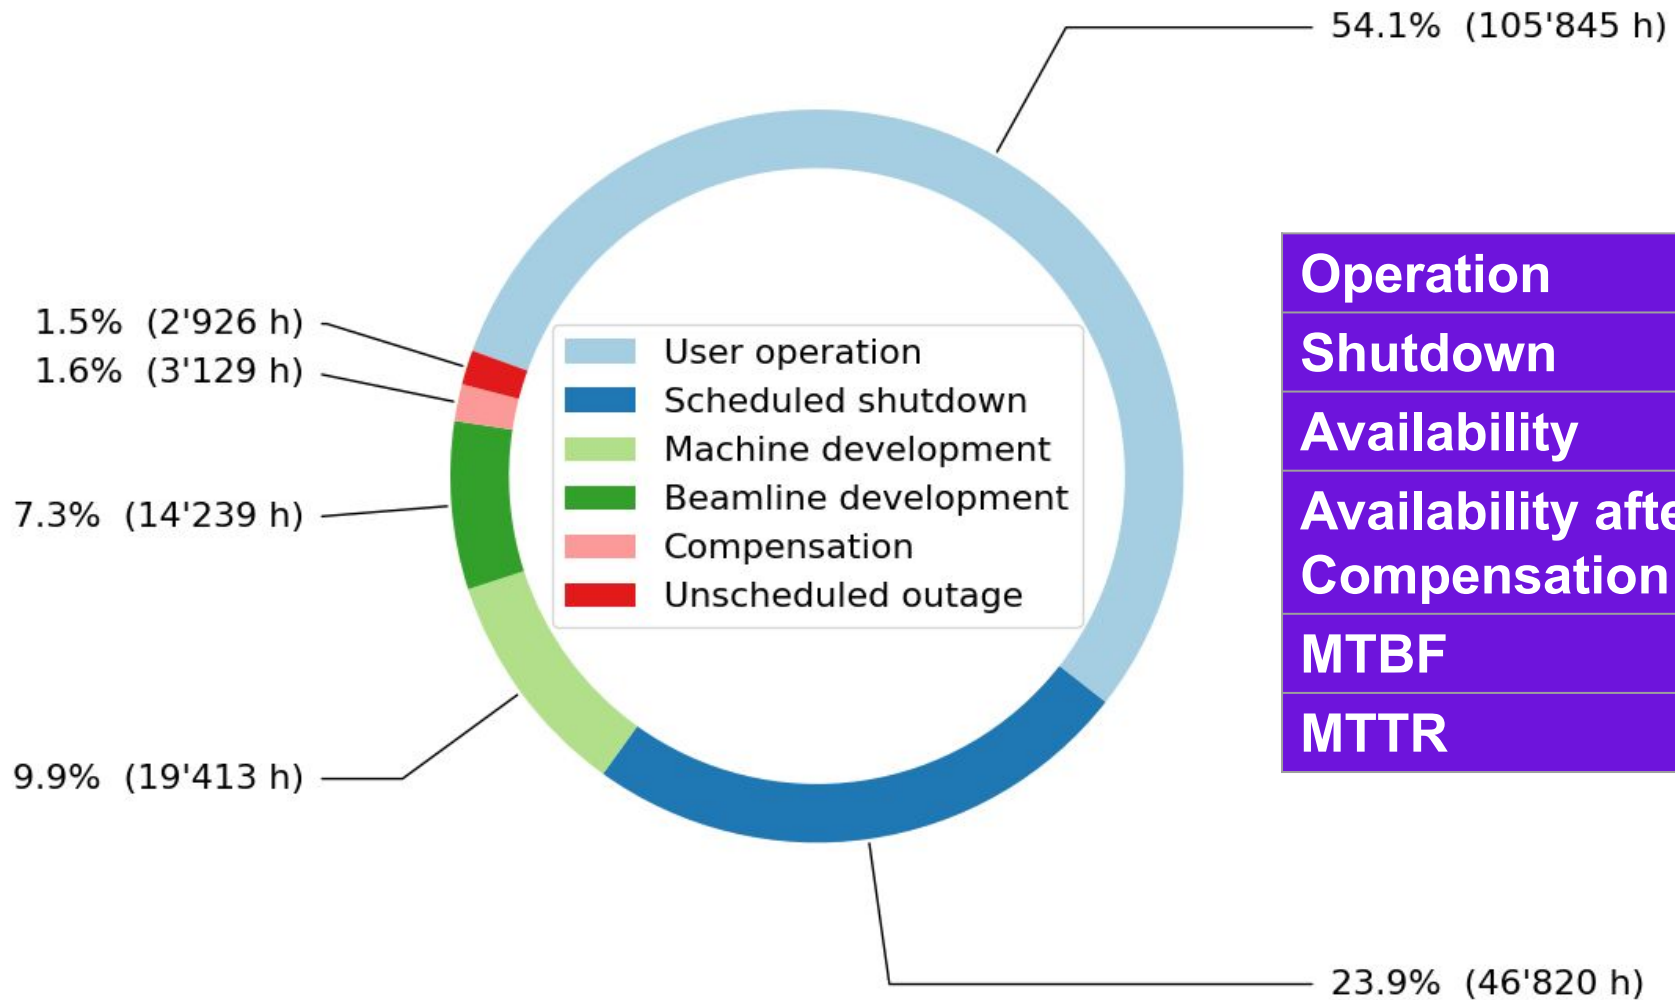 54.1% (105'845 h)
1.5% (2'926 h)
1.6% (3'129 h)
7.3% (14'239 h)
9.9% (19'413 h)
23.9% (46'820 h)
User operation
Scheduled shutdown
Machine development
Beamline development
Compensation
Unscheduled outage
Operation
Shutdown
Availability
Availability
Compensation
MTBF
MTTR